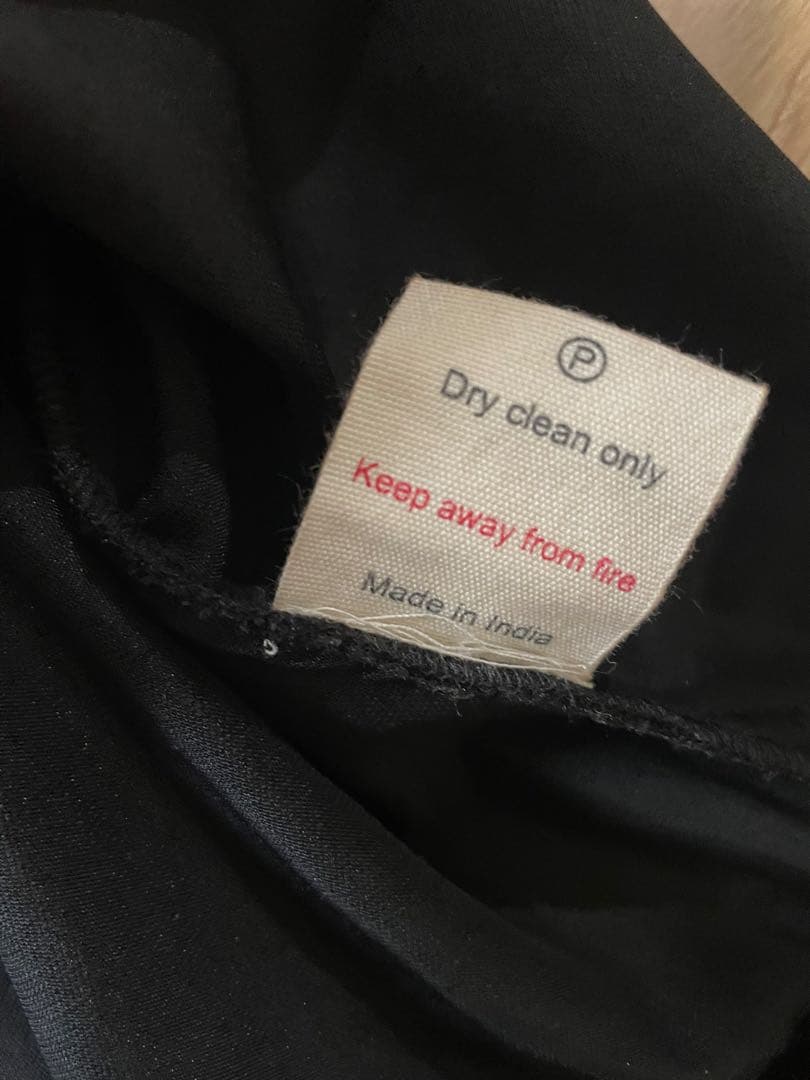 Ⓟ
Dry clean only
Keep away from fire
Made in India